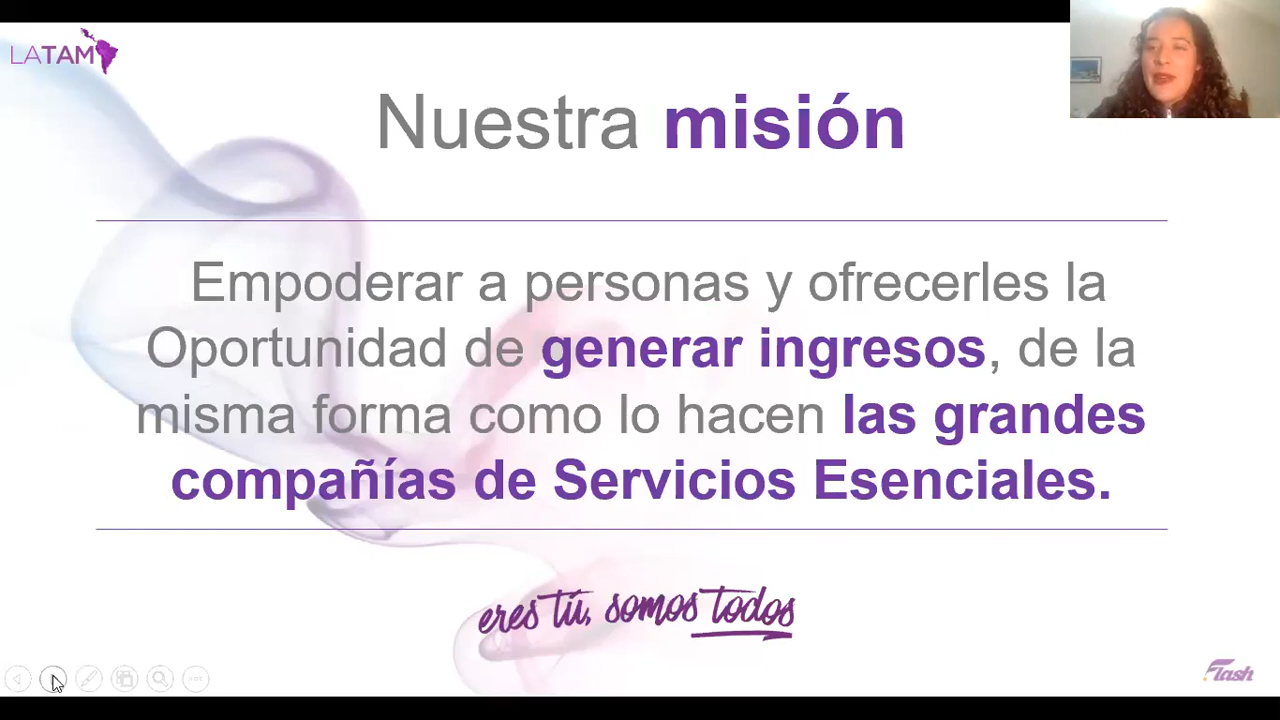 LATAM
Nuestra misión
Empoderar a personas y ofrecerles la
Oportunidad de generar ingresos, de la
misma forma como lo hacen las grandes
compañías de Servicios Esenciales.
eres tú, somos todos
Flash